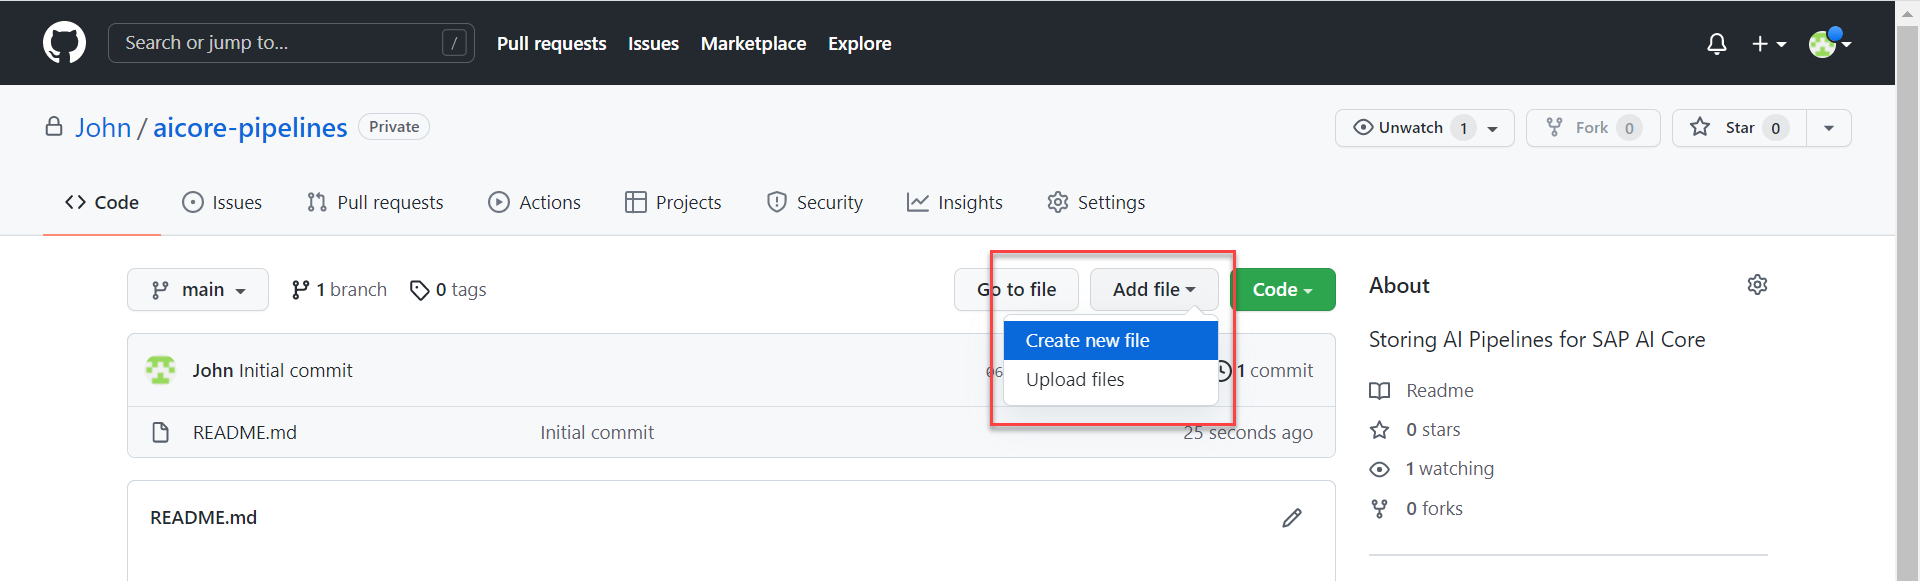 Search or jump to... / Pull requests Issues Marketplace Explore
John / aicore-pipelines Private Unwatch 1 Fork 0 Star 0
Code Issues Pull requests Actions Projects Security Insights Settings
main 1 branch 0 tags Go to file Add file Code
Create new file
Upload files
John Initial commit 06 1 commit
README.md Initial commit 25 seconds ago
README.md
About
Storing AI Pipelines for SAP AI Core
Readme
0 stars
1 watching
0 forks